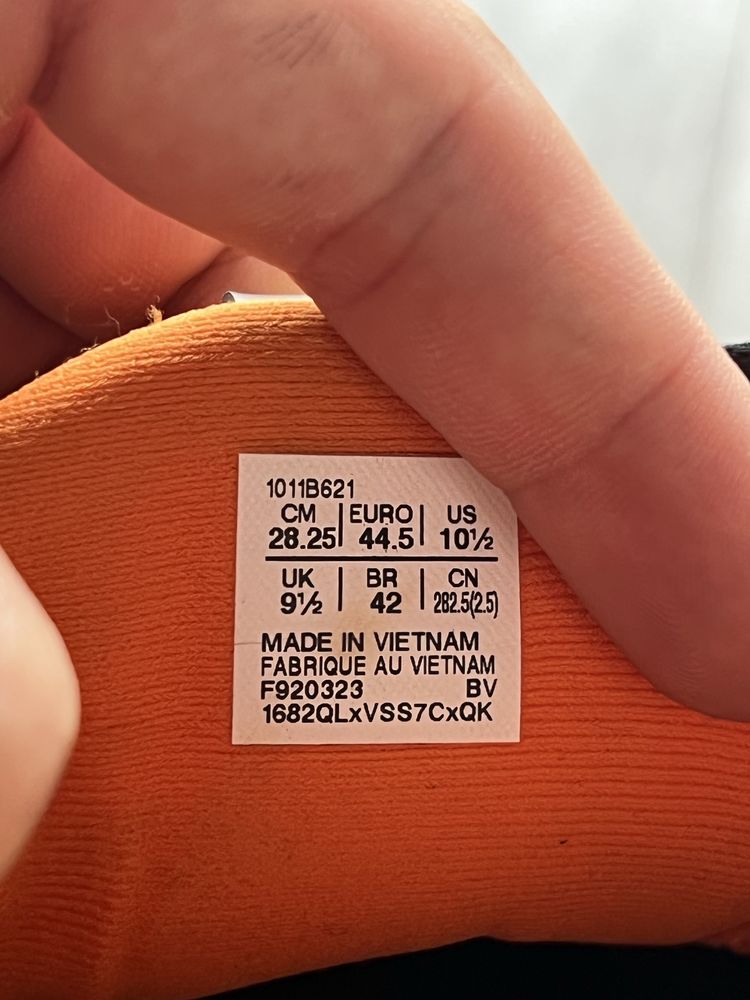 1011B621
CM | EURO | US
28.25 | 44.5 | 10½
UK | BR | CN
9½ | 42 | 282.5(2.5)
MADE IN VIETNAM
FABRIQUE AU VIETNAM
F920323 BV
1682QLxVSS7CxQK